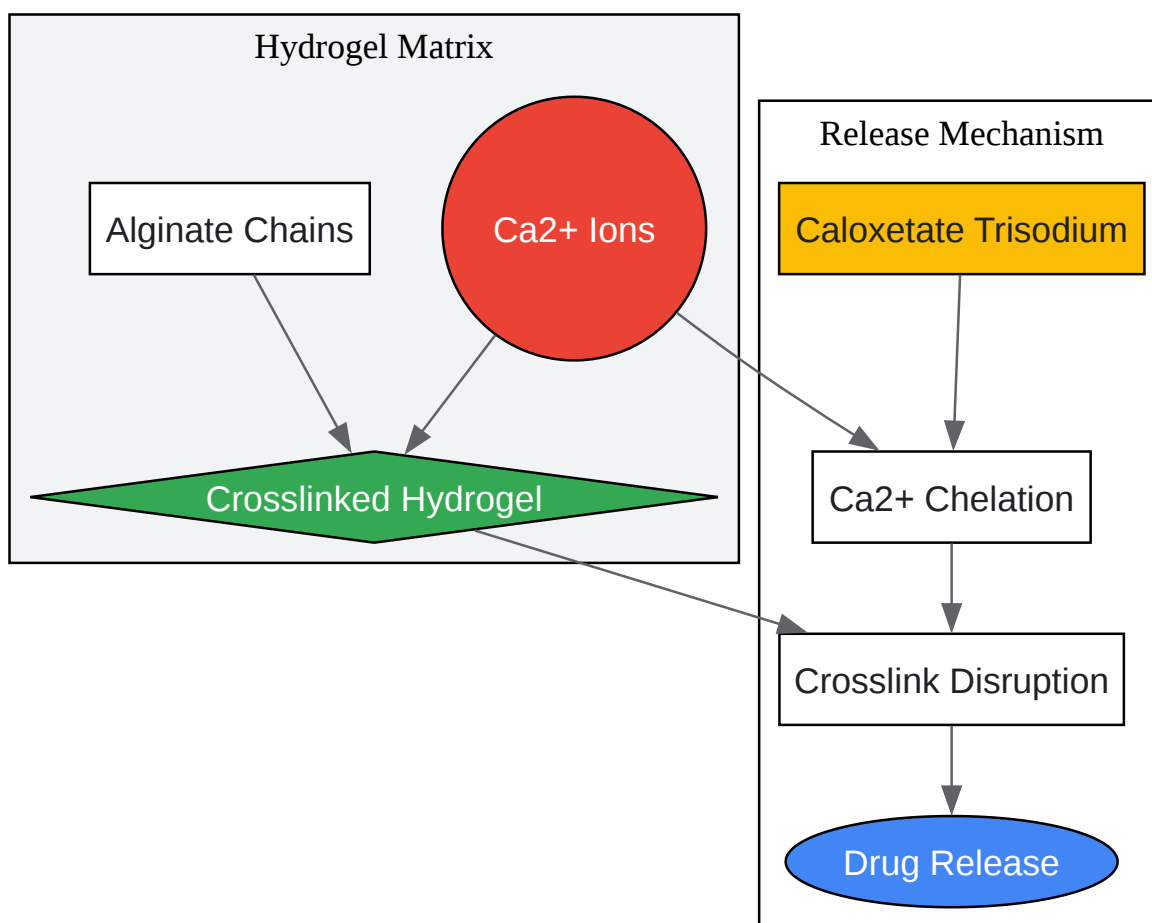 Hydrogel Matrix
Release Mechanism
Alginate Chains
Ca2+ Ions
Caloxetate Trisodium
Crosslinked Hydrogel
Ca2+ Chelation
Crosslink Disruption
Drug Release